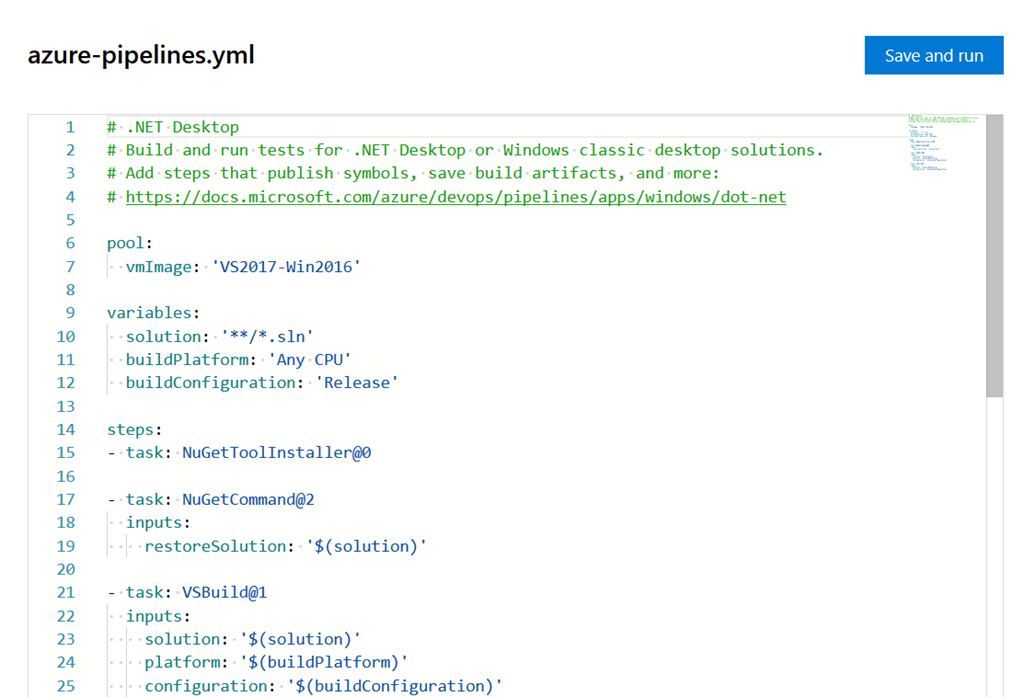 azure-pipelines.yml
Save and run
1 # .NET Desktop
2 # Build and run tests for .NET Desktop or Windows classic desktop solutions.
3 # Add steps that publish symbols, save build artifacts, and more:
4 # https://docs.microsoft.com/azure/devops/pipelines/apps/windows/dot-net
5
6 pool:
7   vmImage: 'VS2017-Win2016'
8
9 variables:
10   solution: '**/*.sln'
11   buildPlatform: 'Any CPU'
12   buildConfiguration: 'Release'
13
14 steps:
15 - task: NuGetToolInstaller@0
16
17 - task: NuGetCommand@2
18   inputs:
19     restoreSolution: '$(solution)'
20
21 - task: VSBuild@1
22   inputs:
23     solution: '$(solution)'
24     platform: '$(buildPlatform)'
25     configuration: '$(buildConfiguration)'